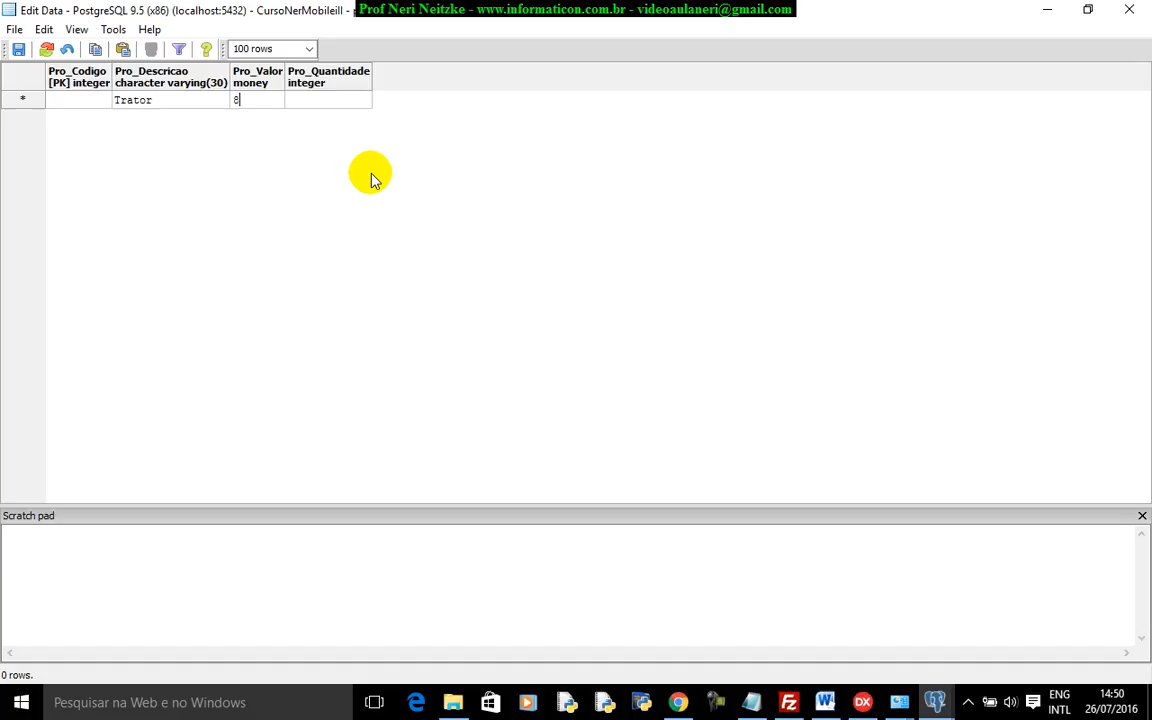 Edit Data - PostgreSQL 9.5 (x86) (localhost:5432) - CursoNerMobileill -
Prof Neri Neitzke - www.informaticon.com.br - videoaulaneri@gmail.com
File Edit View Tools Help
100 rows
Pro_Codigo Pro_Descricao Pro_Valor Pro_Quantidade
[PK] integer character varying(30) money integer
* Trator 8
Scratch pad
0 rows.
Pesquisar na Web e no Windows
ENG 14:50
INTL 26/07/2016